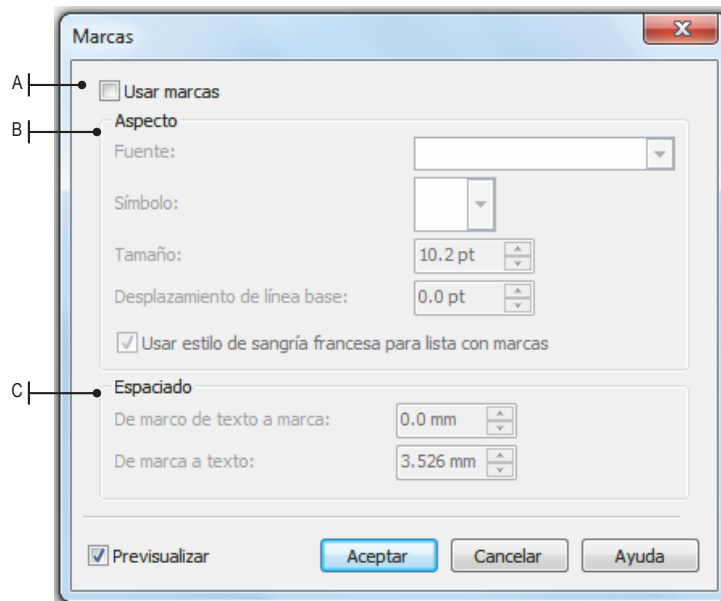 Marcas
A
Usar marcas
B
Aspecto
Fuente:
Símbolo:
Tamaño: 10.2 pt
Desplazamiento de línea base: 0.0 pt
Usar estilo de sangría francesa para lista con marcas
C
Espaciado
De marco de texto a marca: 0.0 mm
De marca a texto: 3.526 mm
Previsualizar Aceptar Cancelar Ayuda